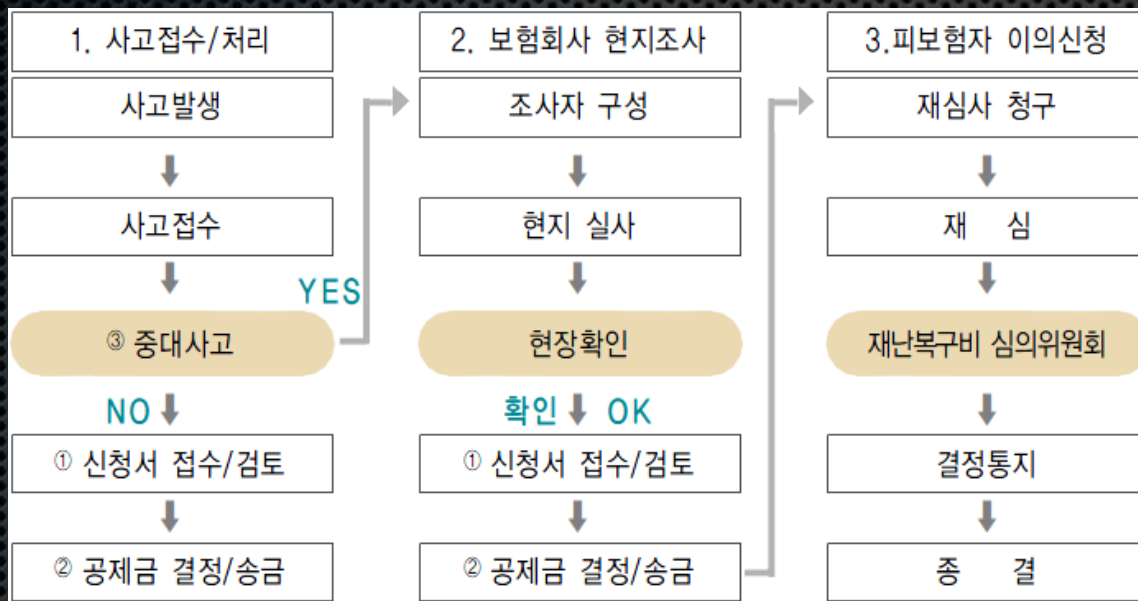 1. 사고접수/처리
사고발생
사고접수
YES
③ 중대사고
NO
① 신청서 접수/검토
② 공제금 결정/송금
2. 보험회사 현지조사
조사자 구성
현지 실사
현장확인
확인 OK
① 신청서 접수/검토
② 공제금 결정/송금
3.피보험자 이의신청
재심사 청구
재 심
재난복구비 심의위원회
결정통지
종 결